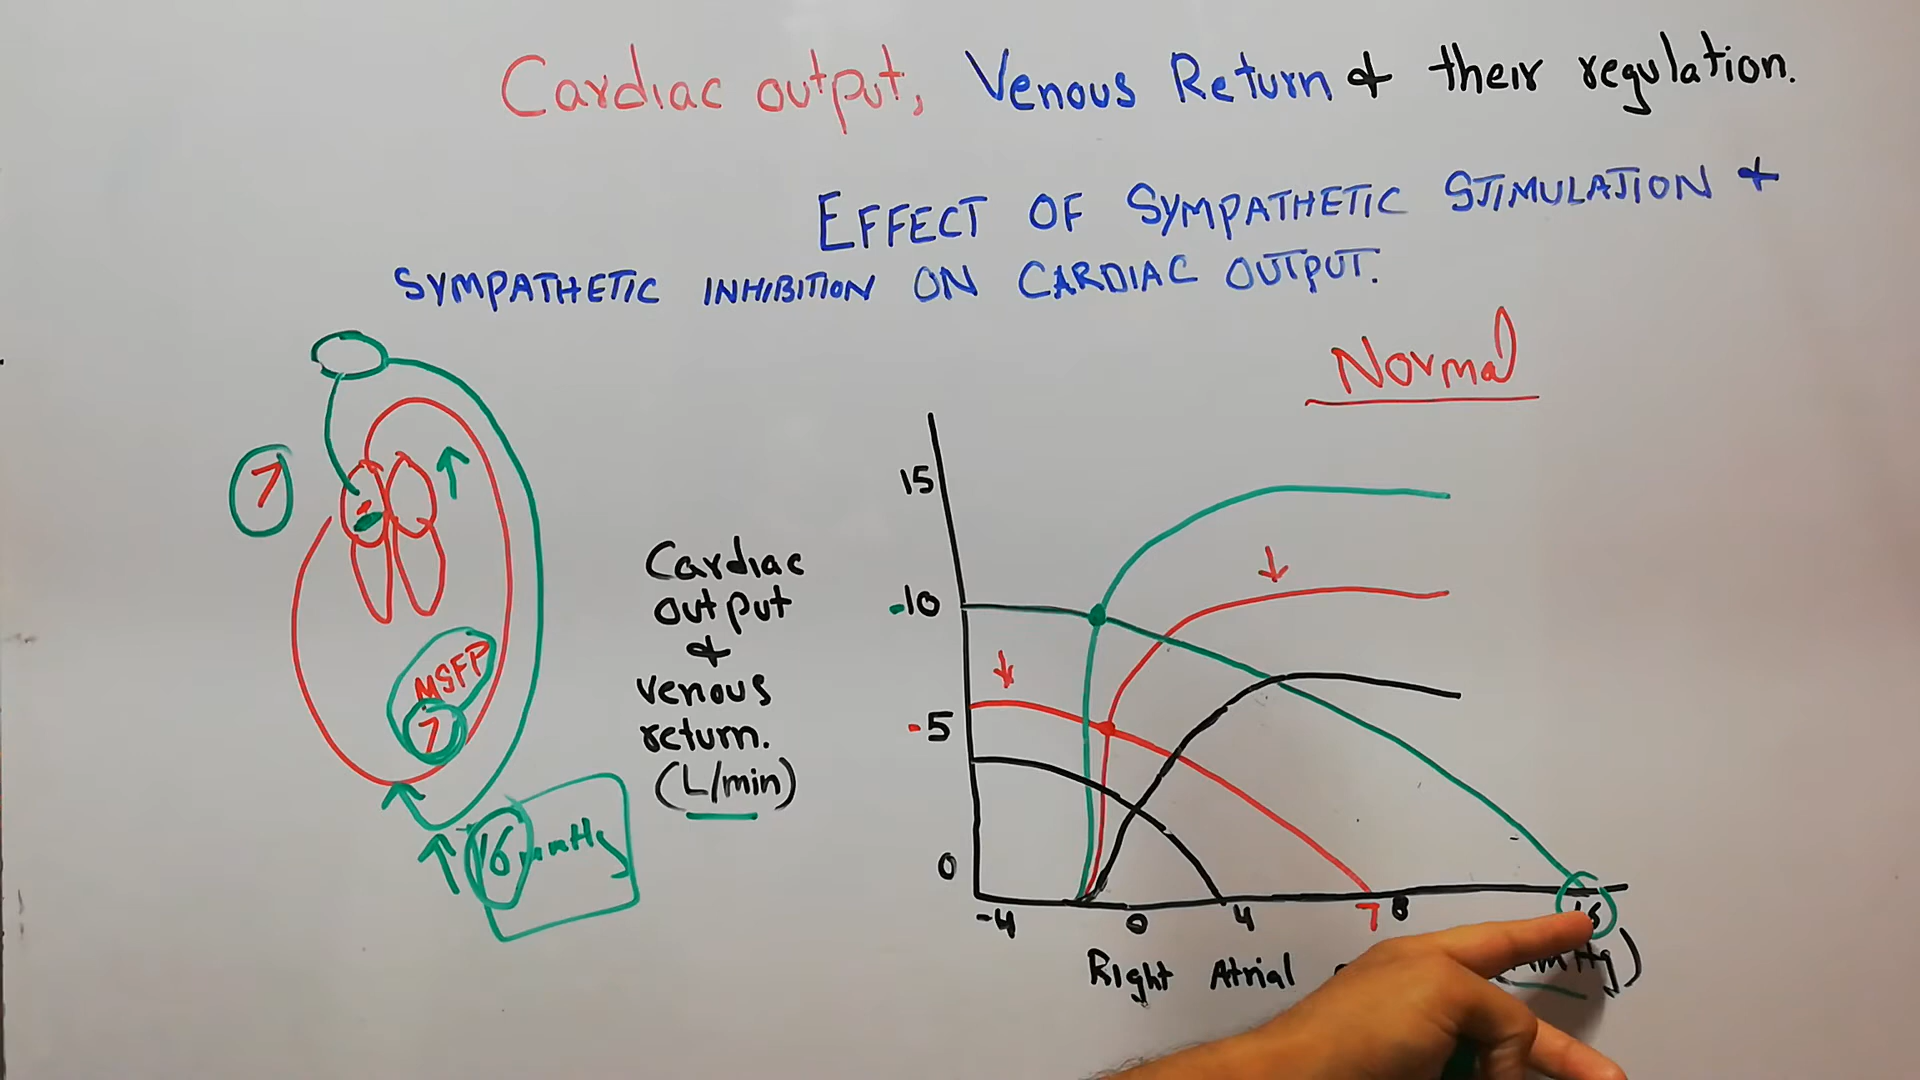 Cardiac output, Venous Return & their regulation.
EFFECT OF SYMPATHETIC STIMULATION &
SYMPATHETIC INHIBITION ON CARDIAC OUTPUT.
Normal
7
MSFP
7
16 mmHg
Cardiac
output
&
venous
return.
(L/min)
15
-10
-5
0
-4
0
4
7
8
Right Atrial
mmHg)